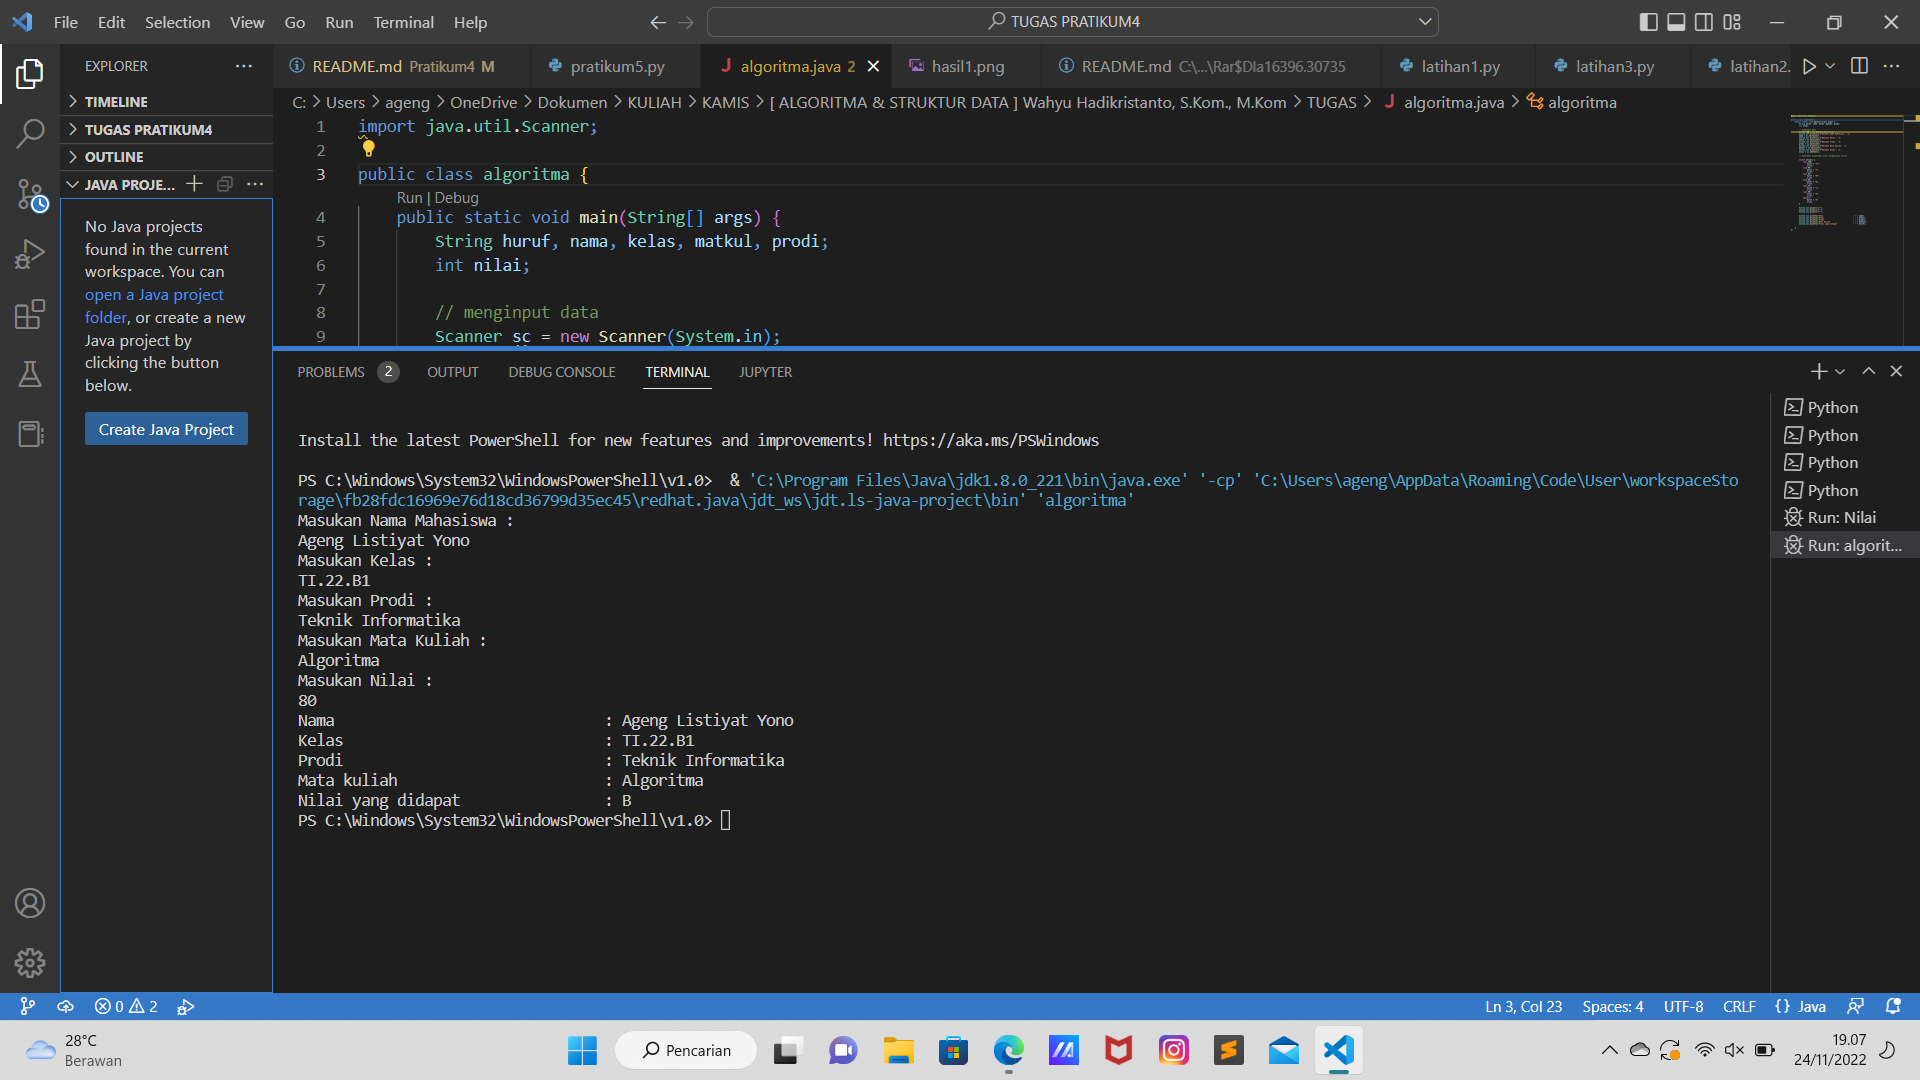 File Edit Selection View Go Run Terminal Help
TUGAS PRATIKUM4
EXPLORER
README.md Pratikum4 M
pratikum5.py
algoritma.java 2
hasil1.png
README.md C:\...\Rar$DIa16396.30735
latihan1.py
latihan3.py
latihan2.
C: > Users > ageng > OneDrive > Dokumen > KULIAH > KAMIS > [ ALGORITMA & STRUKTUR DATA ] Wahyu Hadikristanto, S.Kom., M.Kom > TUGAS > algoritma.java > algoritma
TIMELINE
TUGAS PRATIKUM4
OUTLINE
JAVA PROJE...
No Java projects
found in the current
workspace. You can
open a Java project
folder, or create a new
Java project by
clicking the button
below.
Create Java Project
1 import java.util.Scanner;
2
3 public class algoritma {
Run | Debug
4 public static void main(String[] args) {
5 String huruf, nama, kelas, matkul, prodi;
6 int nilai;
7
8 // menginput data
9 Scanner sc = new Scanner(System.in);
PROBLEMS 2 OUTPUT DEBUG CONSOLE TERMINAL JUPYTER
Install the latest PowerShell for new features and improvements! https://aka.ms/PSWindows
PS C:\Windows\System32\WindowsPowerShell\v1.0>  & 'C:\Program Files\Java\jdk1.8.0_221\bin\java.exe' '-cp' 'C:\Users\ageng\AppData\Roaming\Code\User\workspaceSto
rage\fb28fdc16969e76d18cd36799d35ec45\redhat.java\jdt_ws\jdt.ls-java-project\bin' 'algoritma'
Masukan Nama Mahasiswa :
Ageng Listiyat Yono
Masukan Kelas :
TI.22.B1
Masukan Prodi :
Teknik Informatika
Masukan Mata Kuliah :
Algoritma
Masukan Nilai :
80
Nama : Ageng Listiyat Yono
Kelas : TI.22.B1
Prodi : Teknik Informatika
Mata kuliah : Algoritma
Nilai yang didapat : B
PS C:\Windows\System32\WindowsPowerShell\v1.0>
Python
Python
Python
Python
Run: Nilai
Run: algorit...
0 2
Ln 3, Col 23 Spaces: 4 UTF-8 CRLF {} Java
28°C
Berawan
Pencarian
19.07
24/11/2022